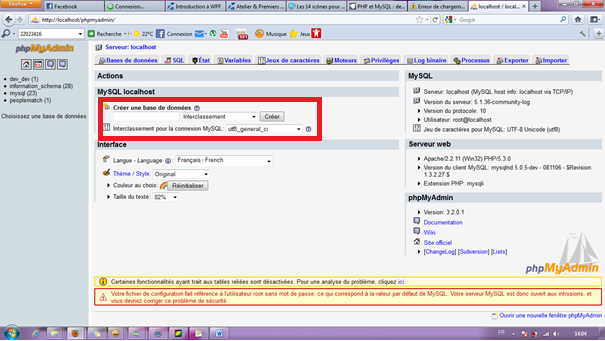 Facebook
Connexion...
Introduction à WPF
Atelier & Premiers ...
Les 14 icônes pour ...
PHP et MySQL : de...
Erreur de chargem...
localhost / local...
http://localhost/phpmyadmin/
22023416
Recherche
22°C
Connexion
Musique
Jeux
phpMyAdmin
dev_dev (1)
information_schema (28)
mysql (23)
peoplematch (1)
Choisissez une base de données
Serveur: localhost
Bases de données
SQL
État
Variables
Jeux de caractères
Moteurs
Privilèges
Log binaire
Processus
Exporter
Importer
Actions
MySQL localhost
Créer une base de données
Interclassement
Créer
Interclassement pour la connexion MySQL: utf8_general_ci
Interface
Langue - Language
Français - French
Thème / Style: Original
Couleur au choix: Réinitialiser
Taille du texte: 82%
MySQL
Serveur: localhost (MySQL host info: localhost via TCP/IP)
Version du serveur: 5.1.36-community-log
Version du protocole: 10
Utilisateur: root@localhost
Jeu de caractères pour MySQL: UTF-8 Unicode (utf8)
Serveur web
Apache/2.2.11 (Win32) PHP/5.3.0
Version du client MySQL: mysqlnd 5.0.5-dev - 081106 - $Revision:
1.3.2.27 $
Extension PHP: mysqli
phpMyAdmin
Version: 3.2.0.1
Documentation
Wiki
Site officiel
[ChangeLog] [Subversion] [Lists]
phpMyAdmin
Certaines fonctionnalités ayant trait aux tables reliées sont désactivées. Pour une analyse du problème, cliquez ici.
Votre fichier de configuration fait référence à l'utilisateur root sans mot de passe, ce qui correspond à la valeur par défaut de MySQL. Votre serveur MySQL est donc ouvert aux intrusions, et
vous devriez corriger ce problème de sécurité.
Ouvrir une nouvelle fenêtre phpMyAdmin
FR
14:04